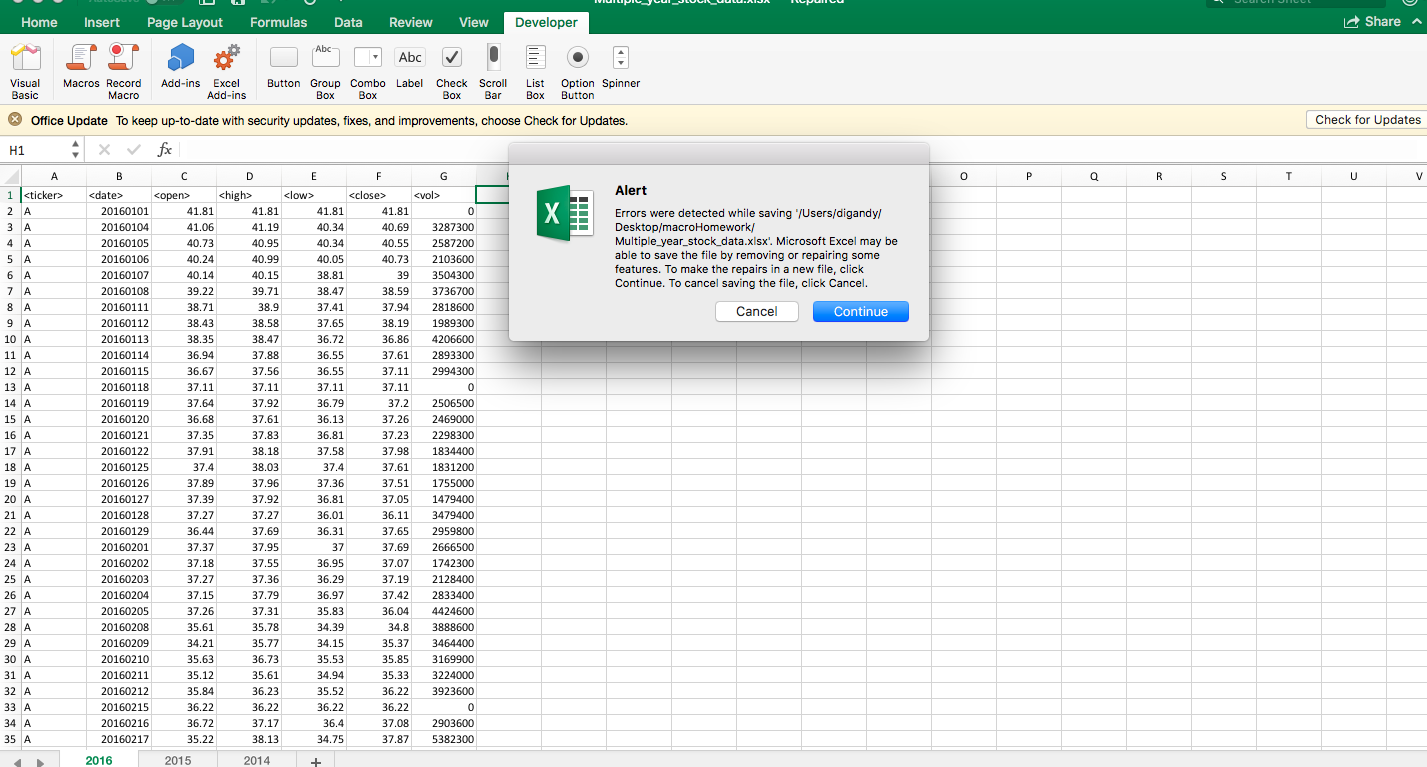 AutoSave
Multiple_year_stock_data.xlsx - Repaired
Search Sheet
Home Insert Page Layout Formulas Data Review View Developer
Share
Visual Basic
Macros
Record Macro
Add-ins
Excel Add-ins
Button
Abc
Group Box
Combo Box
Abc
Label
Check Box
Scroll Bar
List Box
Option Button
Spinner
Office Update To keep up-to-date with security updates, fixes, and improvements, choose Check for Updates.
Check for Updates
H1
fx
A B C D E F G O P Q R S T U V
1 <ticker> <date> <open> <high> <low> <close> <vol>
2 A 20160101 41.81 41.81 41.81 41.81 0
3 A 20160104 41.06 41.19 40.34 40.69 3287300
4 A 20160105 40.73 40.95 40.34 40.55 2587200
5 A 20160106 40.24 40.99 40.05 40.73 2103600
6 A 20160107 40.14 40.15 38.81 39 3504300
7 A 20160108 39.22 39.71 38.47 38.59 3736700
8 A 20160111 38.71 38.9 37.41 37.94 2818600
9 A 20160112 38.43 38.58 37.65 38.19 1989300
10 A 20160113 38.35 38.47 36.72 36.86 4206600
11 A 20160114 36.94 37.88 36.55 37.61 2893300
12 A 20160115 36.67 37.56 36.55 37.11 2994300
13 A 20160118 37.11 37.11 37.11 37.11 0
14 A 20160119 37.64 37.92 36.79 37.2 2506500
15 A 20160120 36.68 37.61 36.13 37.26 2469000
16 A 20160121 37.35 37.83 36.81 37.23 2298300
17 A 20160122 37.91 38.18 37.58 37.98 1834400
18 A 20160125 37.4 38.03 37.4 37.61 1831200
19 A 20160126 37.89 37.96 37.36 37.51 1755000
20 A 20160127 37.39 37.92 36.81 37.05 1479400
21 A 20160128 37.27 37.27 36.01 36.11 3479400
22 A 20160129 36.44 37.69 36.31 37.65 2959800
23 A 20160201 37.37 37.95 37 37.69 2666500
24 A 20160202 37.18 37.55 36.95 37.07 1742300
25 A 20160203 37.27 37.36 36.29 37.19 2128400
26 A 20160204 37.15 37.79 36.97 37.42 2833400
27 A 20160205 37.26 37.31 35.83 36.04 4424600
28 A 20160208 35.61 35.78 34.39 34.8 3888600
29 A 20160209 34.21 35.77 34.15 35.37 3464400
30 A 20160210 35.63 36.73 35.53 35.85 3169900
31 A 20160211 35.12 35.61 34.94 35.33 3224000
32 A 20160212 35.84 36.23 35.52 36.22 3923600
33 A 20160215 36.22 36.22 36.22 36.22 0
34 A 20160216 36.72 37.17 36.4 37.08 2903600
35 A 20160217 35.22 38.13 34.75 37.87 5382300
Alert
Errors were detected while saving '/Users/digandy/
Desktop/macroHomework/
Multiple_year_stock_data.xlsx'. Microsoft Excel may be
able to save the file by removing or repairing some
features. To make the repairs in a new file, click
Continue. To cancel saving the file, click Cancel.
Cancel Continue
2016 2015 2014 +